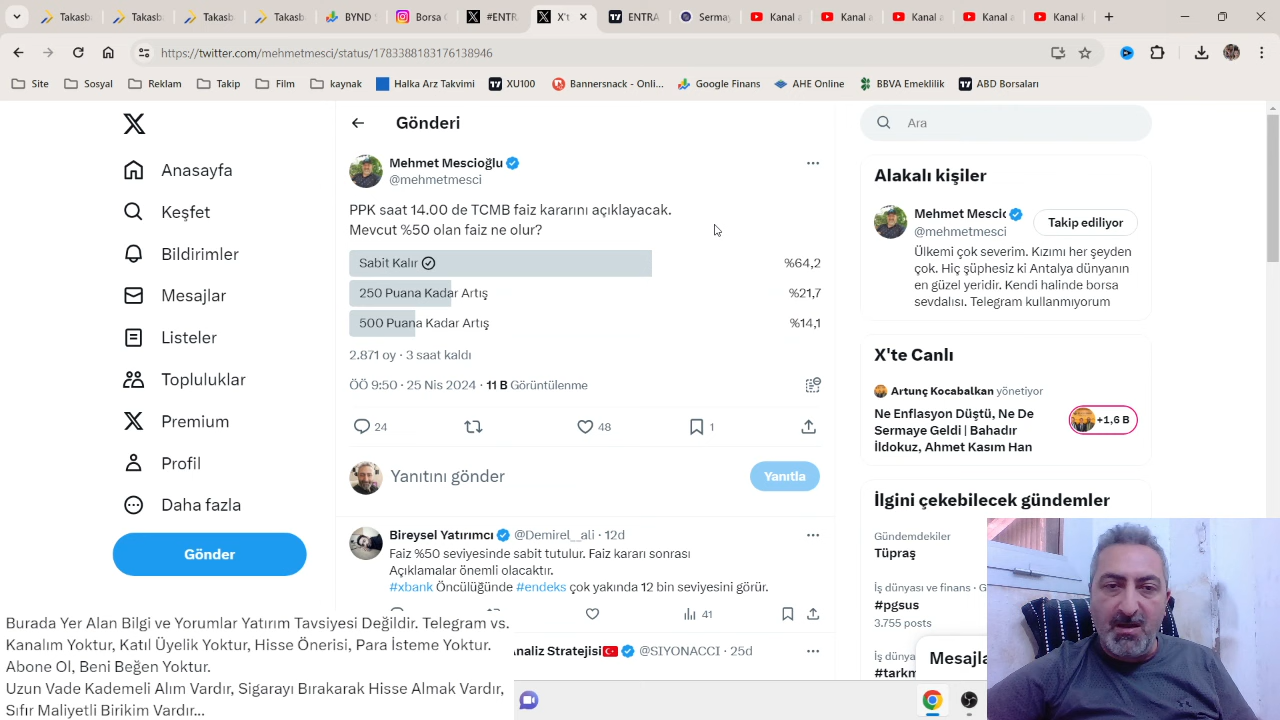 Takasb
Takasb
Takasb
Takasb
BYND
Borsa
#ENTR
X't
ENTRA
Sermay
Kanal a
Kanal
Kanal
Kanal
Kanal
https://twitter.com/mehmetmesci/status/1783388183176138946
Site
Sosyal
Reklam
Takip
Film
kaynak
Halka Arz Takvimi
XU100
Bannersnack - Onli...
Google Finans
AHE Online
BBVA Emeklilik
ABD Borsaları
X
Anasayfa
Keşfet
Bildirimler
Mesajlar
Listeler
Topluluklar
Premium
Profil
Daha fazla
Gönder
Gönderi
Mehmet Mescioğlu
@mehmetmesci
PPK saat 14.00 de TCMB faiz kararını açıklayacak.
Mevcut %50 olan faiz ne olur?
Sabit Kalır %64,2
250 Puana Kadar Artış %21,7
500 Puana Kadar Artış %14,1
2.871 oy · 3 saat kaldı
ÖÖ 9:50 · 25 Nis 2024 · 11 B Görüntülenme
24 48 1
Yanıtını gönder
Yanıtla
Bireysel Yatırımcı @Demirel__ali · 12d
Faiz %50 seviyesinde sabit tutulur. Faiz kararı sonrası
Açıklamalar önemli olacaktır.
#xbank Öncülüğünde #endeks çok yakında 12 bin seviyesini görür.
41
Analiz Stratejisi @SIYONACCI · 25d
Ara
Alakalı kişiler
Mehmet Mescic
@mehmetmesci
Takip ediliyor
Ülkemi çok severim. Kızımı her şeyden
çok. Hiç şüphesiz ki Antalya dünyanın
en güzel yeridir. Kendi halinde borsa
sevdalısı. Telegram kullanmıyorum
X'te Canlı
Artunç Kocabalkan yönetiyor
Ne Enflasyon Düştü, Ne De
Sermaye Geldi | Bahadır
İldokuz, Ahmet Kasım Han
+1,6 B
İlgini çekebilecek gündemler
Gündemdekiler
Tüpraş
İş dünyası ve finans · G
#pgsus
3.755 posts
İş dünya
#tarkm
Mesajla
Burada Yer Alan Bilgi ve Yorumlar Yatırım Tavsiyesi Değildir. Telegram vs.
Kanalım Yoktur, Katıl Üyelik Yoktur, Hisse Önerisi, Para İsteme Yoktur.
Abone Ol, Beni Beğen Yoktur.
Uzun Vade Kademeli Alım Vardır, Sigarayı Bırakarak Hisse Almak Vardır,
Sıfır Maliyetli Birikim Vardır...